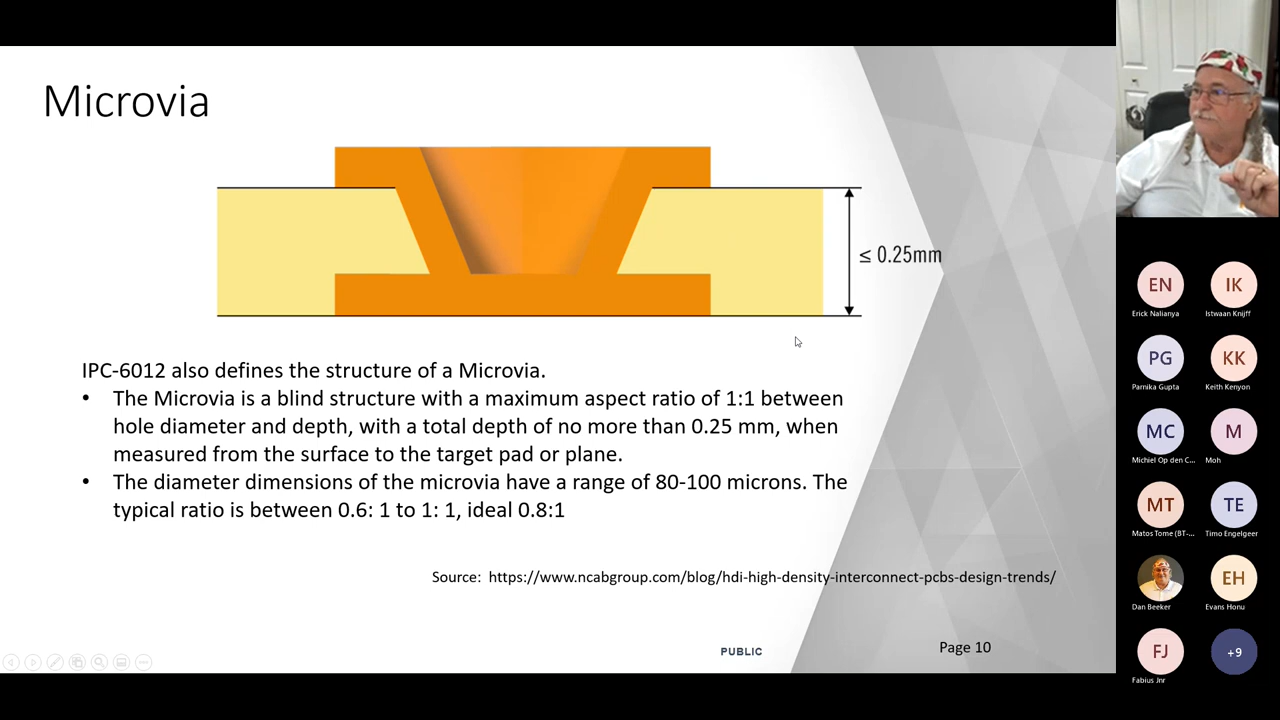 Microvia
≤ 0.25mm
IPC-6012 also defines the structure of a Microvia.
• The Microvia is a blind structure with a maximum aspect ratio of 1:1 between
hole diameter and depth, with a total depth of no more than 0.25 mm, when
measured from the surface to the target pad or plane.
• The diameter dimensions of the microvia have a range of 80-100 microns. The
typical ratio is between 0.6: 1 to 1: 1, ideal 0.8:1
Source: https://www.ncabgroup.com/blog/hdi-high-density-interconnect-pcbs-design-trends/
PUBLIC
Page 10
EN
Erick Nalianya
IK
Istwaan Knijff
PG
Parnika Gupta
KK
Keith Kenyon
MC
Michiel Op den C...
M
Moh
MT
Matos Tome (BT-...
TE
Timo Engelgeer
Dan Beeker
EH
Evans Honu
FJ
Fabius Jnr
+9